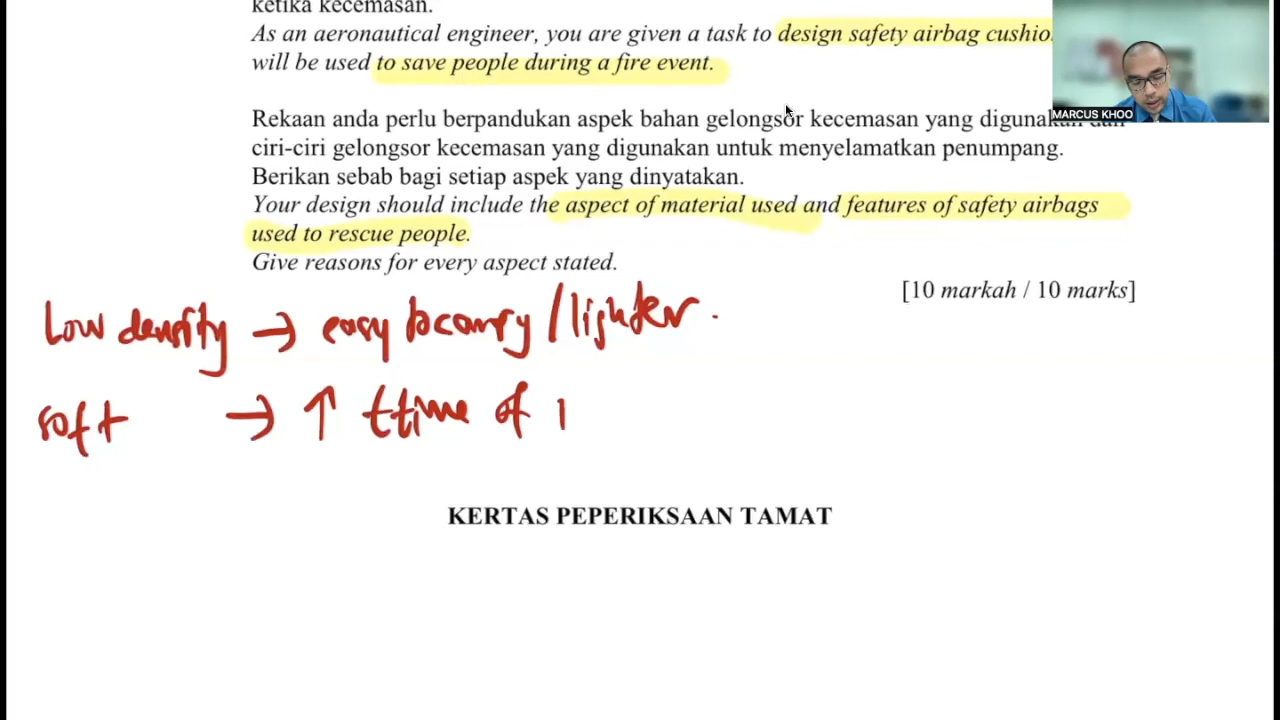 ketika kecemasan.
As an aeronautical engineer, you are given a task to design safety airbag cushio
will be used to save people during a fire event.
MARCUS KHOO
Rekaan anda perlu berpandukan aspek bahan gelongsor kecemasan yang digunakan dan
ciri-ciri gelongsor kecemasan yang digunakan untuk menyelamatkan penumpang.
Berikan sebab bagi setiap aspek yang dinyatakan.
Your design should include the aspect of material used and features of safety airbags
used to rescue people.
Give reasons for every aspect stated.
[10 markah / 10 marks]
Low density → easy to carry / lighter.
soft → ↑ t time of I
KERTAS PEPERIKSAAN TAMAT